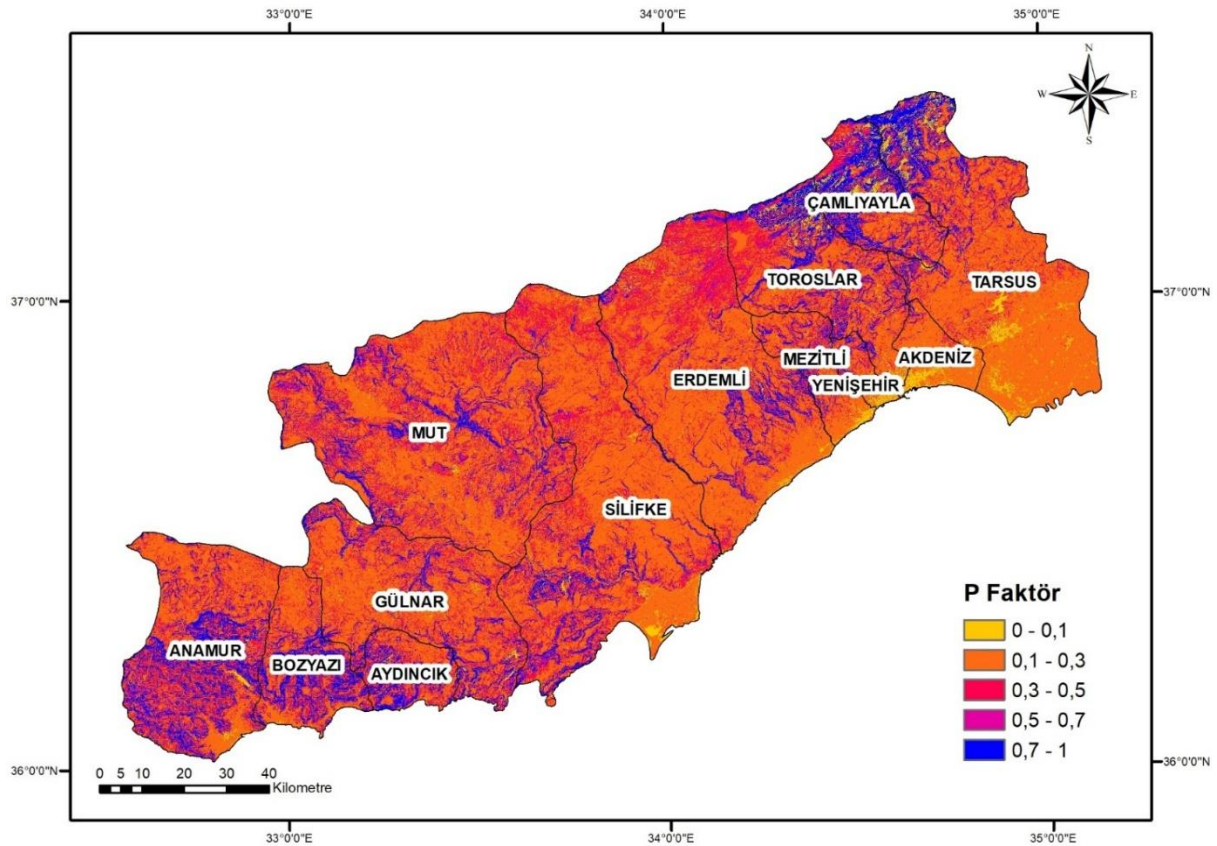 33°0'0"E
34°0'0"E
35°0'0"E
N
W
E
S
ÇAMLIYAYLA
TOROSLAR
TARSUS
37°0'0"N
37°0'0"N
MEZİTLİ
AKDENİZ
ERDEMLİ
YENİŞEHİR
MUT
SİLİFKE
P Faktör
GÜLNAR
0 - 0,1
ANAMUR
BOZYAZI
AYDINCIK
0,1 - 0,3
0,3 - 0,5
0,5 - 0,7
0,7 - 1
36°0'0"N
36°0'0"N
0 5 10 20 30 40
Kilometre
33°0'0"E
34°0'0"E
35°0'0"E